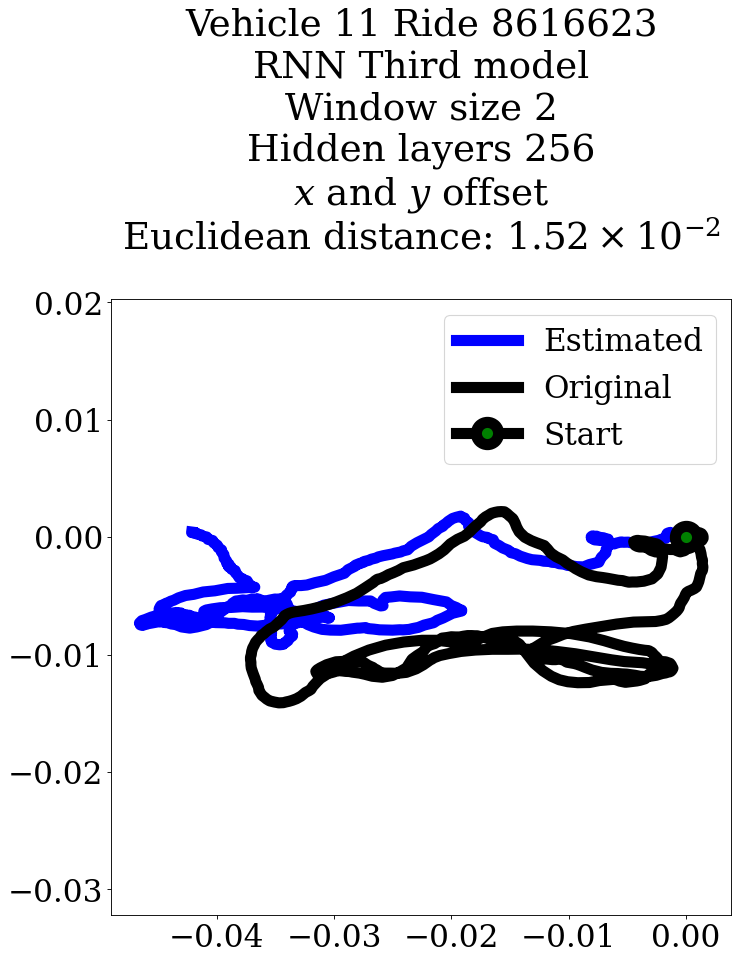 Vehicle 11 Ride 8616623
RNN Third model
Window size 2
Hidden layers 256
x and y offset
Euclidean distance: 1.52 × 10⁻²
Estimated
Original
Start
0.02
0.01
0.00
−0.01
−0.02
−0.03
−0.04 −0.03 −0.02 −0.01 0.00